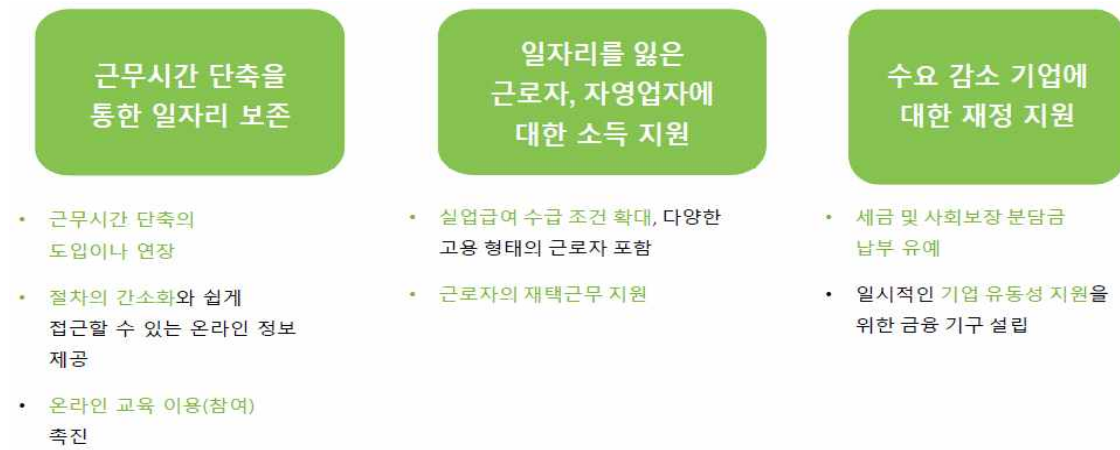 근무시간 단축을
통한 일자리 보존
• 근무시간 단축의
도입이나 연장
• 절차의 간소화와 쉽게
접근할 수 있는 온라인 정보
제공
• 온라인 교육 이용(참여)
촉진
일자리를 잃은
근로자, 자영업자에
대한 소득 지원
• 실업급여 수급 조건 확대, 다양한
고용 형태의 근로자 포함
• 근로자의 재택근무 지원
수요 감소 기업에
대한 재정 지원
• 세금 및 사회보장 분담금
납부 유예
• 일시적인 기업 유동성 지원을
위한 금융 기구 설립